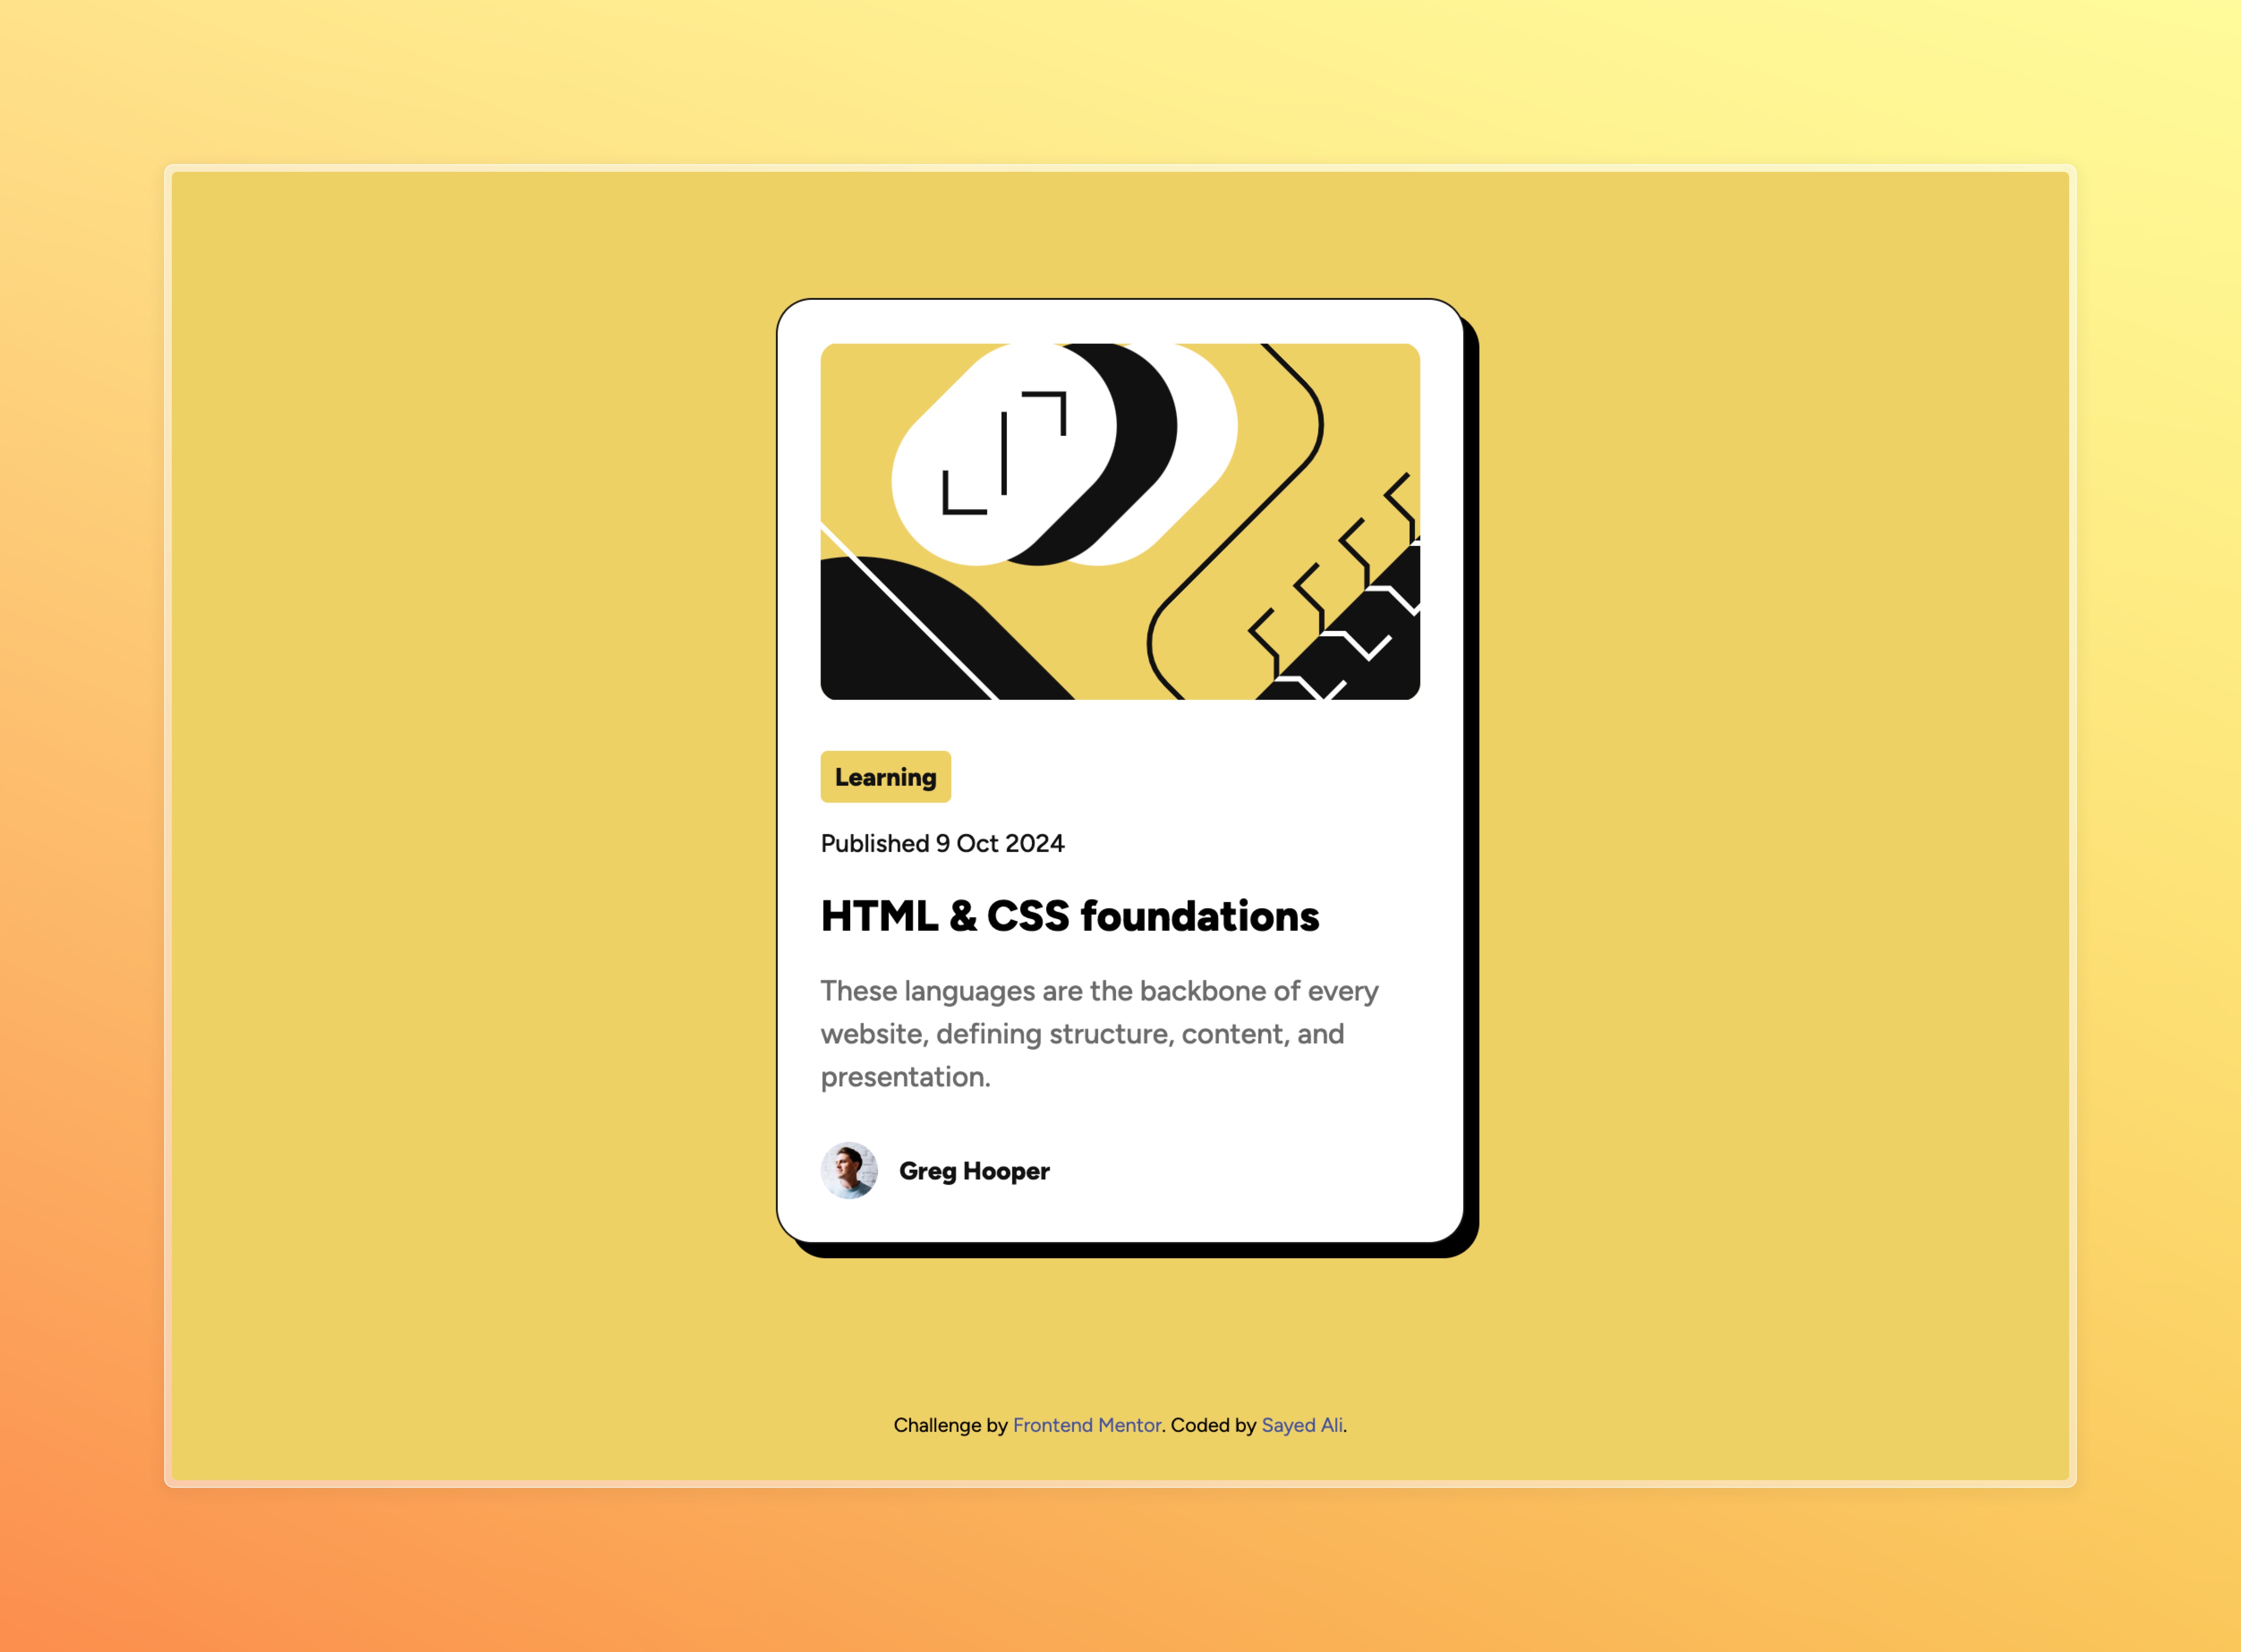 Learning
Published 9 Oct 2024
HTML & CSS foundations
These languages are the backbone of every
website, defining structure, content, and
presentation.
Greg Hooper
Challenge by Frontend Mentor. Coded by Sayed Ali.